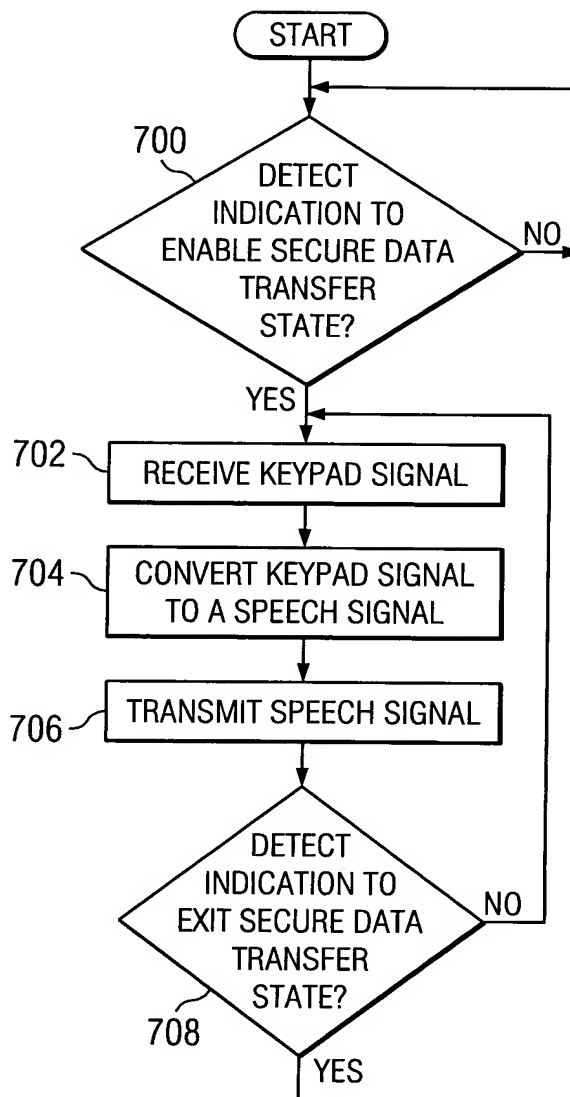 START
700
DETECT
INDICATION TO
ENABLE SECURE DATA
TRANSFER
STATE?
NO
YES
702
RECEIVE KEYPAD SIGNAL
704
CONVERT KEYPAD SIGNAL
TO A SPEECH SIGNAL
706
TRANSMIT SPEECH SIGNAL
DETECT
INDICATION TO
EXIT SECURE DATA
TRANSFER
STATE?
NO
708
YES